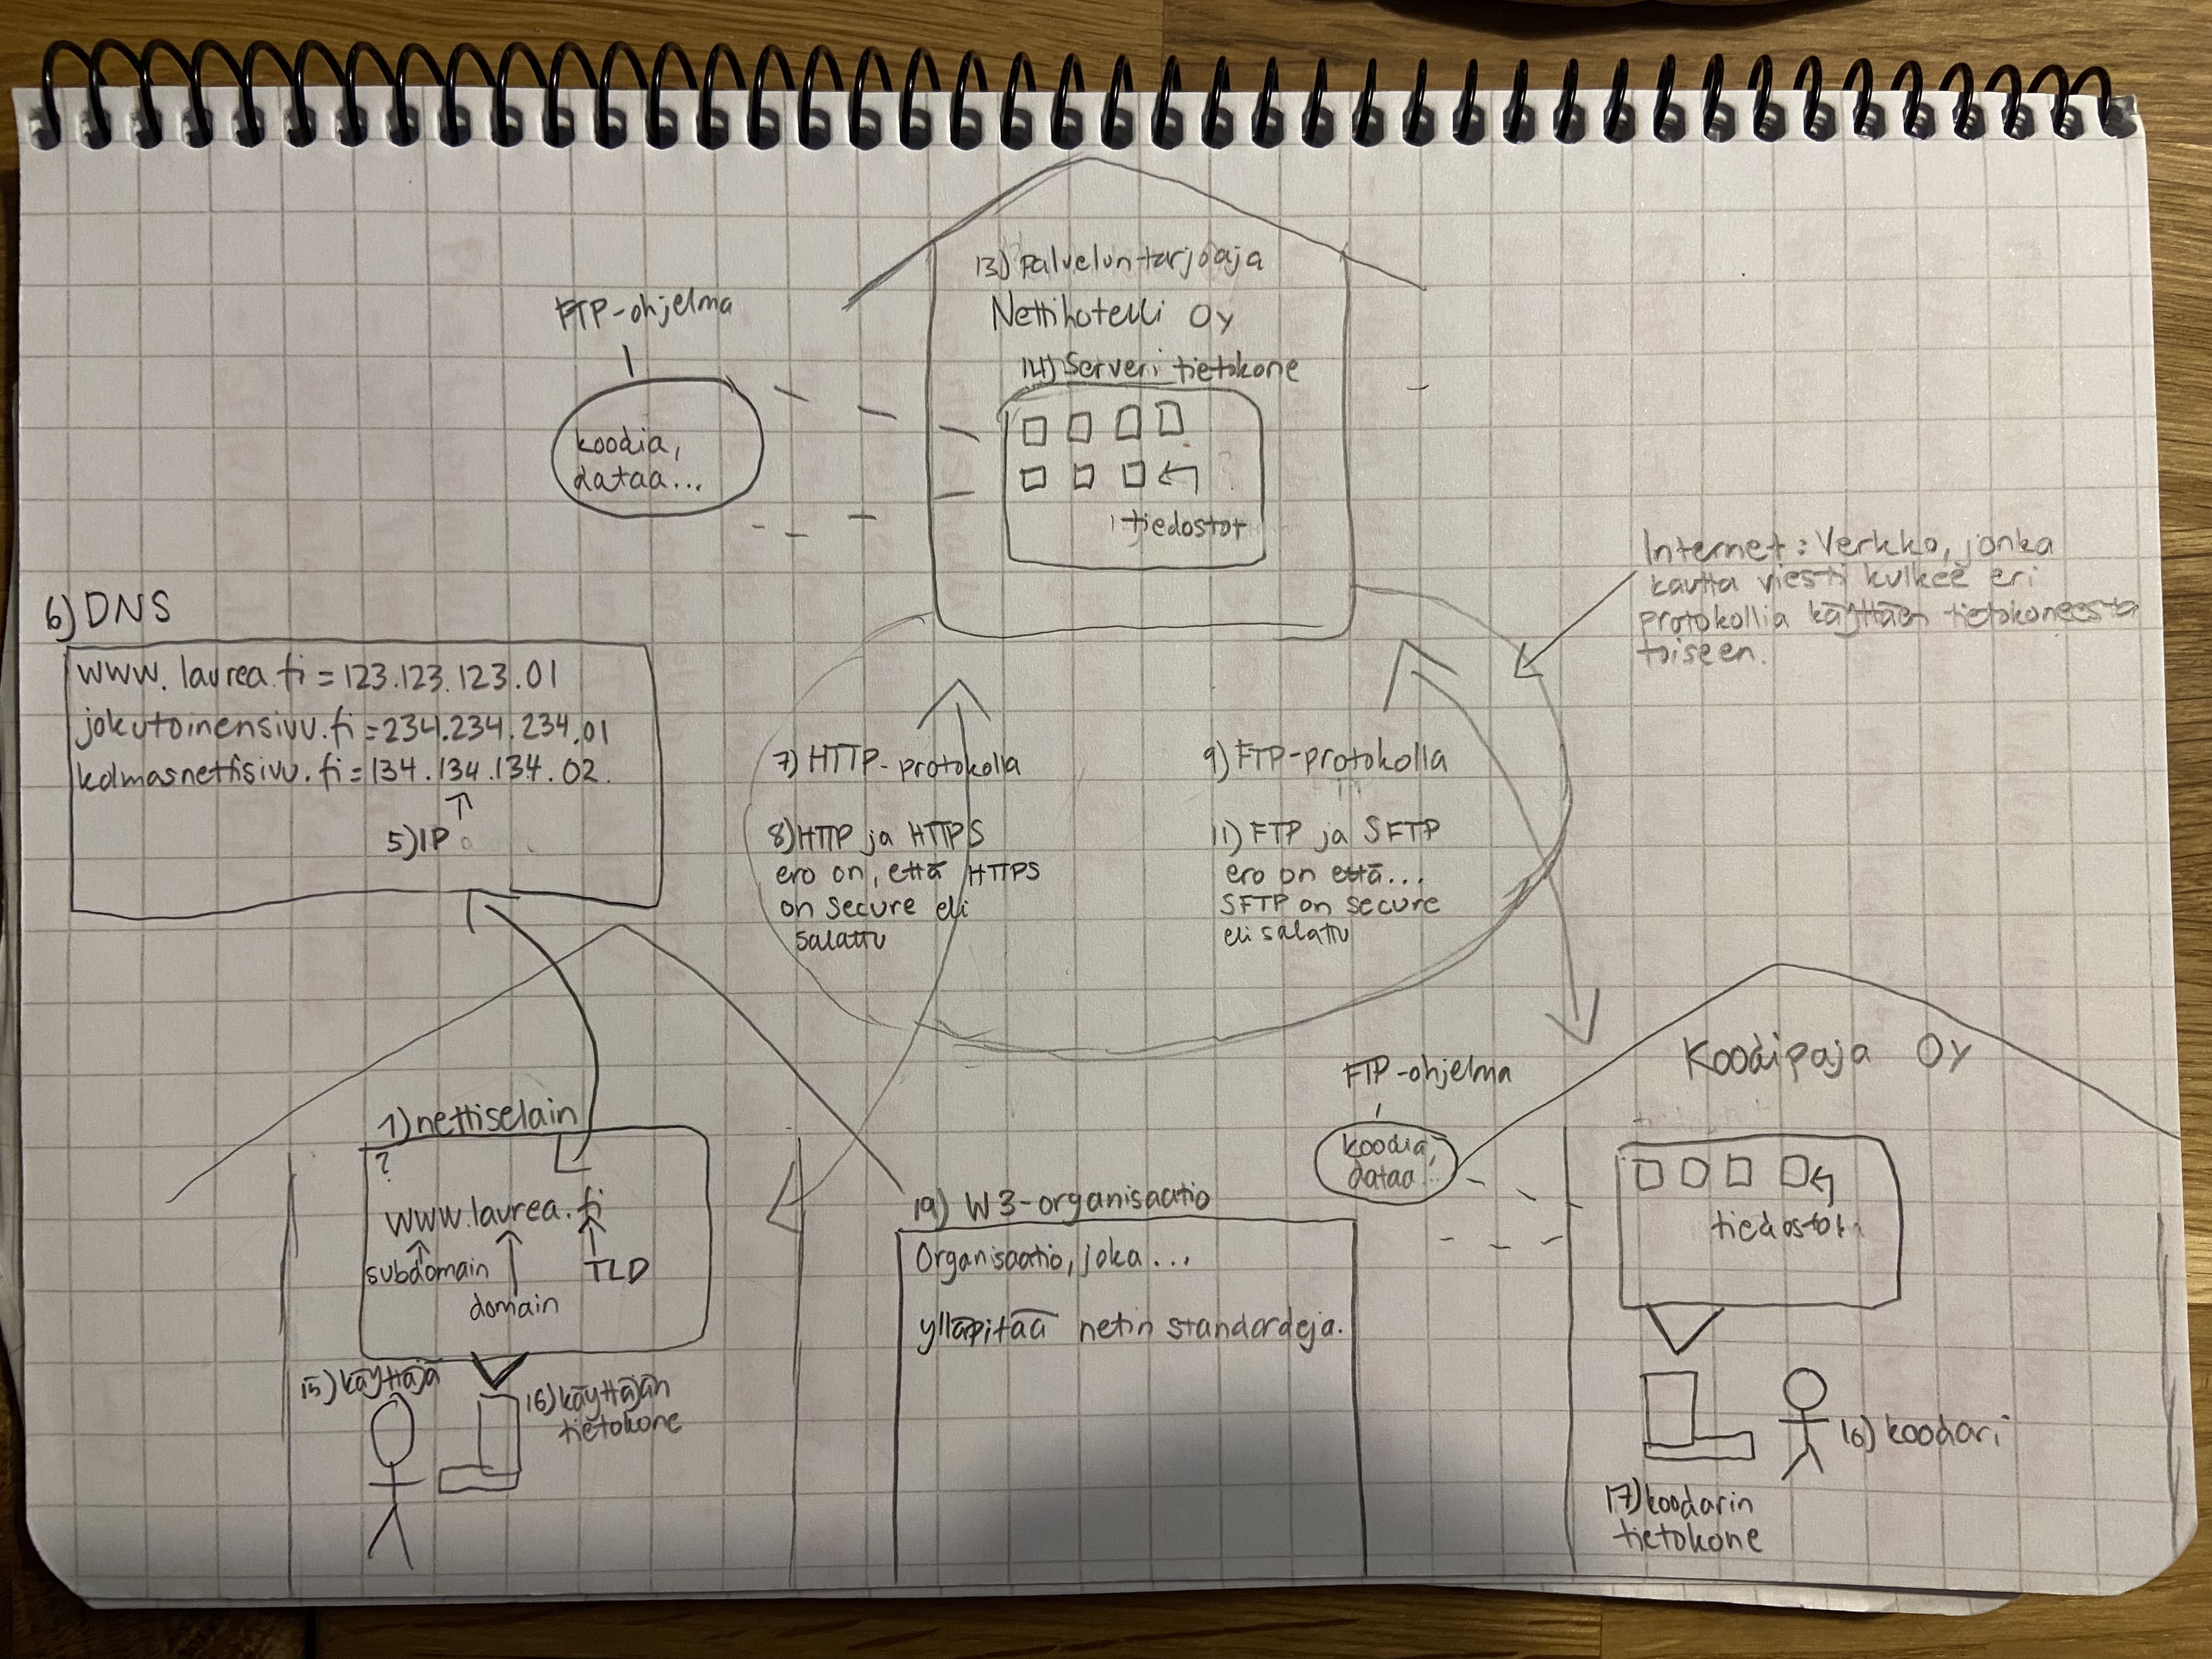 13) Palveluntarjoaja
Nettihotelli Oy
14) Serveri tietokone
tiedostot
FTP-ohjelma
koodia,
dataa...
Internet: Verkko, jonka
kautta viesti kulkee eri
protokollia käyttäen tietokoneesta
toiseen.
6) DNS
www.laurea.fi = 123.123.123.01
jokutoinensivu.fi = 234.234.234.01
kolmasnettisivu.fi = 134.134.134.02.
5) IP
7) HTTP-protokolla
8) HTTP ja HTTPS
ero on, että HTTPS
on secure eli
salattu
9) FTP-protokolla
11) FTP ja SFTP
ero on että...
SFTP on secure
eli salattu
1) nettiselain
?
www.laurea.fi
subdomain
TLD
domain
15) käyttäjä
16) käyttäjän
tietokone
19) W3-organisaatio
Organisaatio, joka...
ylläpitää netin standardeja.
FTP-ohjelma
koodia,
dataa...
Koodipaja Oy
tiedostot
16) koodari
17) koodarin
tietokone